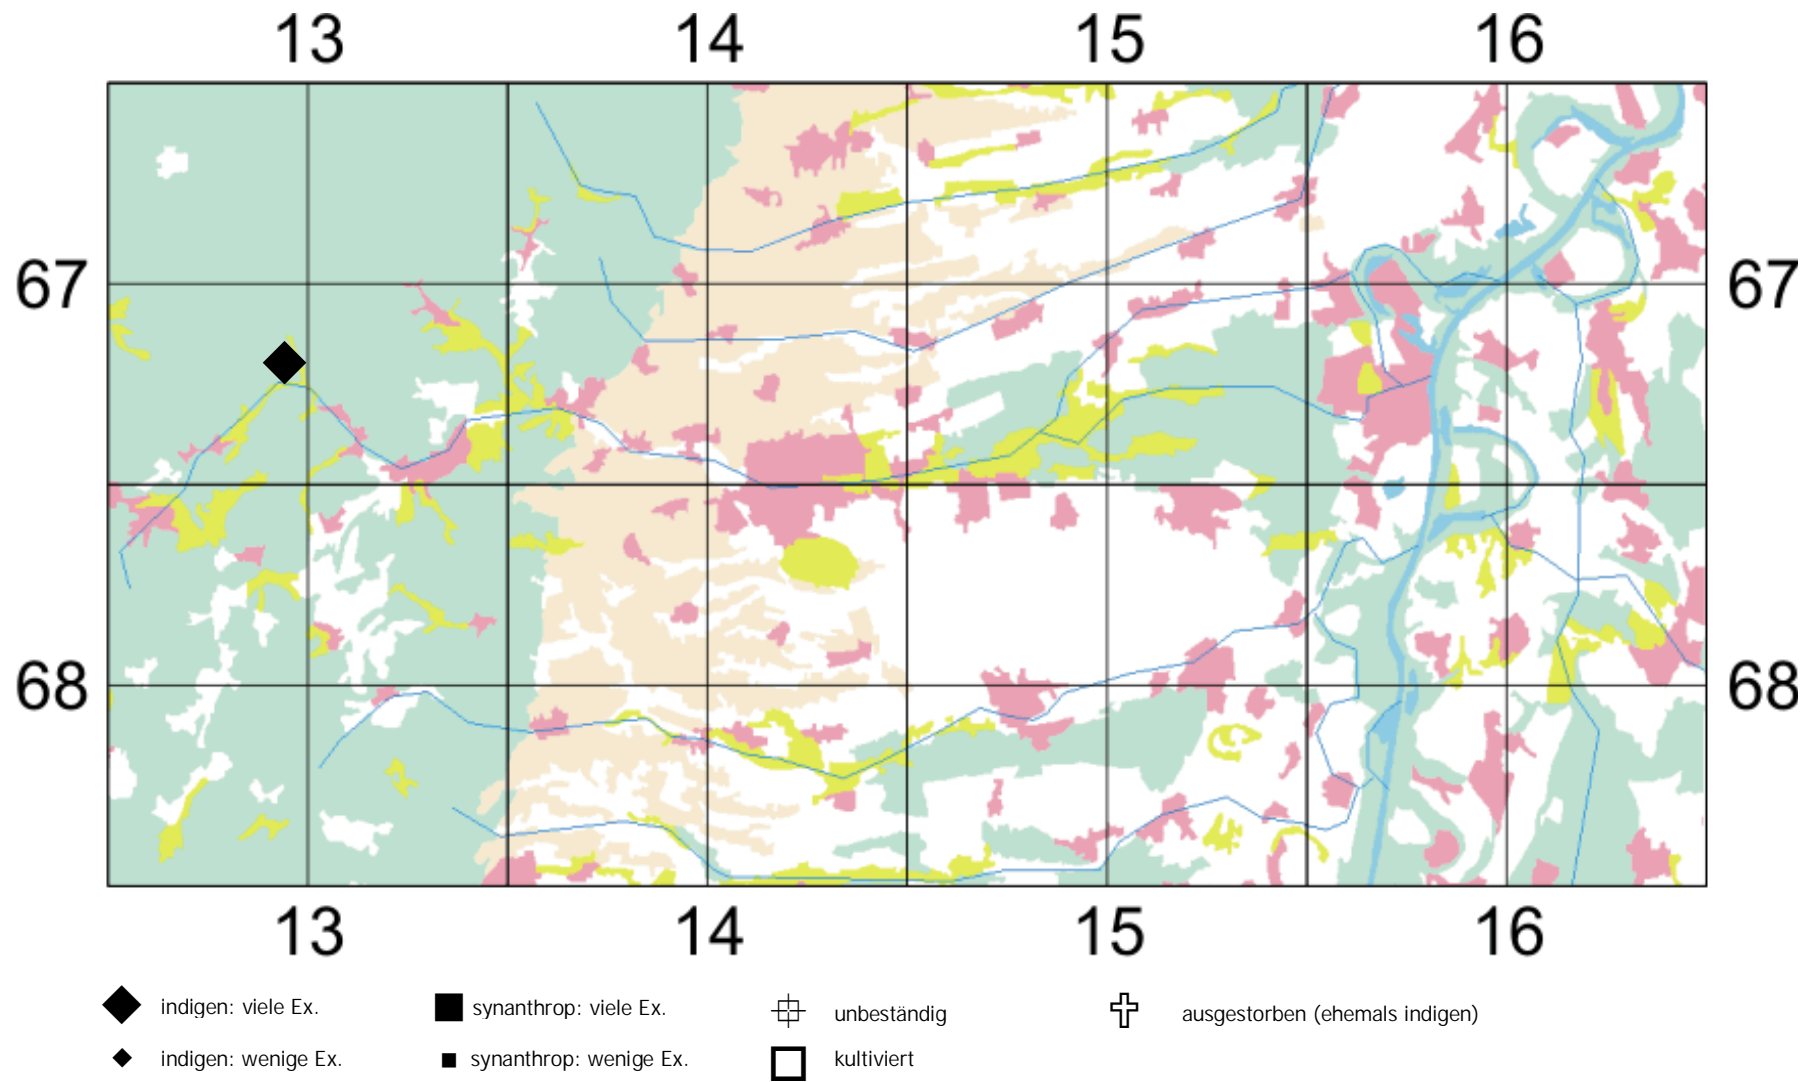 13 14 15 16
67 67
68 68
13 14 15 16
indigen: viele Ex. synanthrop: viele Ex. unbeständig ausgestorben (ehemals indigen)
indigen: wenige Ex. synanthrop: wenige Ex. kultiviert